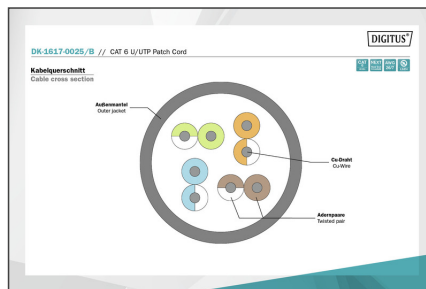 DIGITUS®
DK-1617-0025/B // CAT 6 U/UTP Patch Cord
Kabelquerschnitt
Cable cross section
Außenmantel
Outer jacket
Cu-Draht
Cu-Wire
Adernpaare
Twisted pair